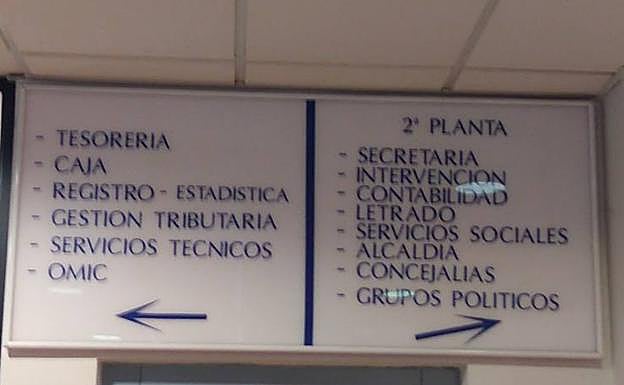 - TESORERIA
- CAJA
- REGISTRO - ESTADISTICA
- GESTION TRIBUTARIA
- SERVICIOS TECNICOS
- OMIC
2ª PLANTA
- SECRETARIA
- INTERVENCION
- CONTABILIDAD
- LETRADO
- SERVICIOS SOCIALES
- ALCALDIA
- CONCEJALIAS
- GRUPOS POLITICOS